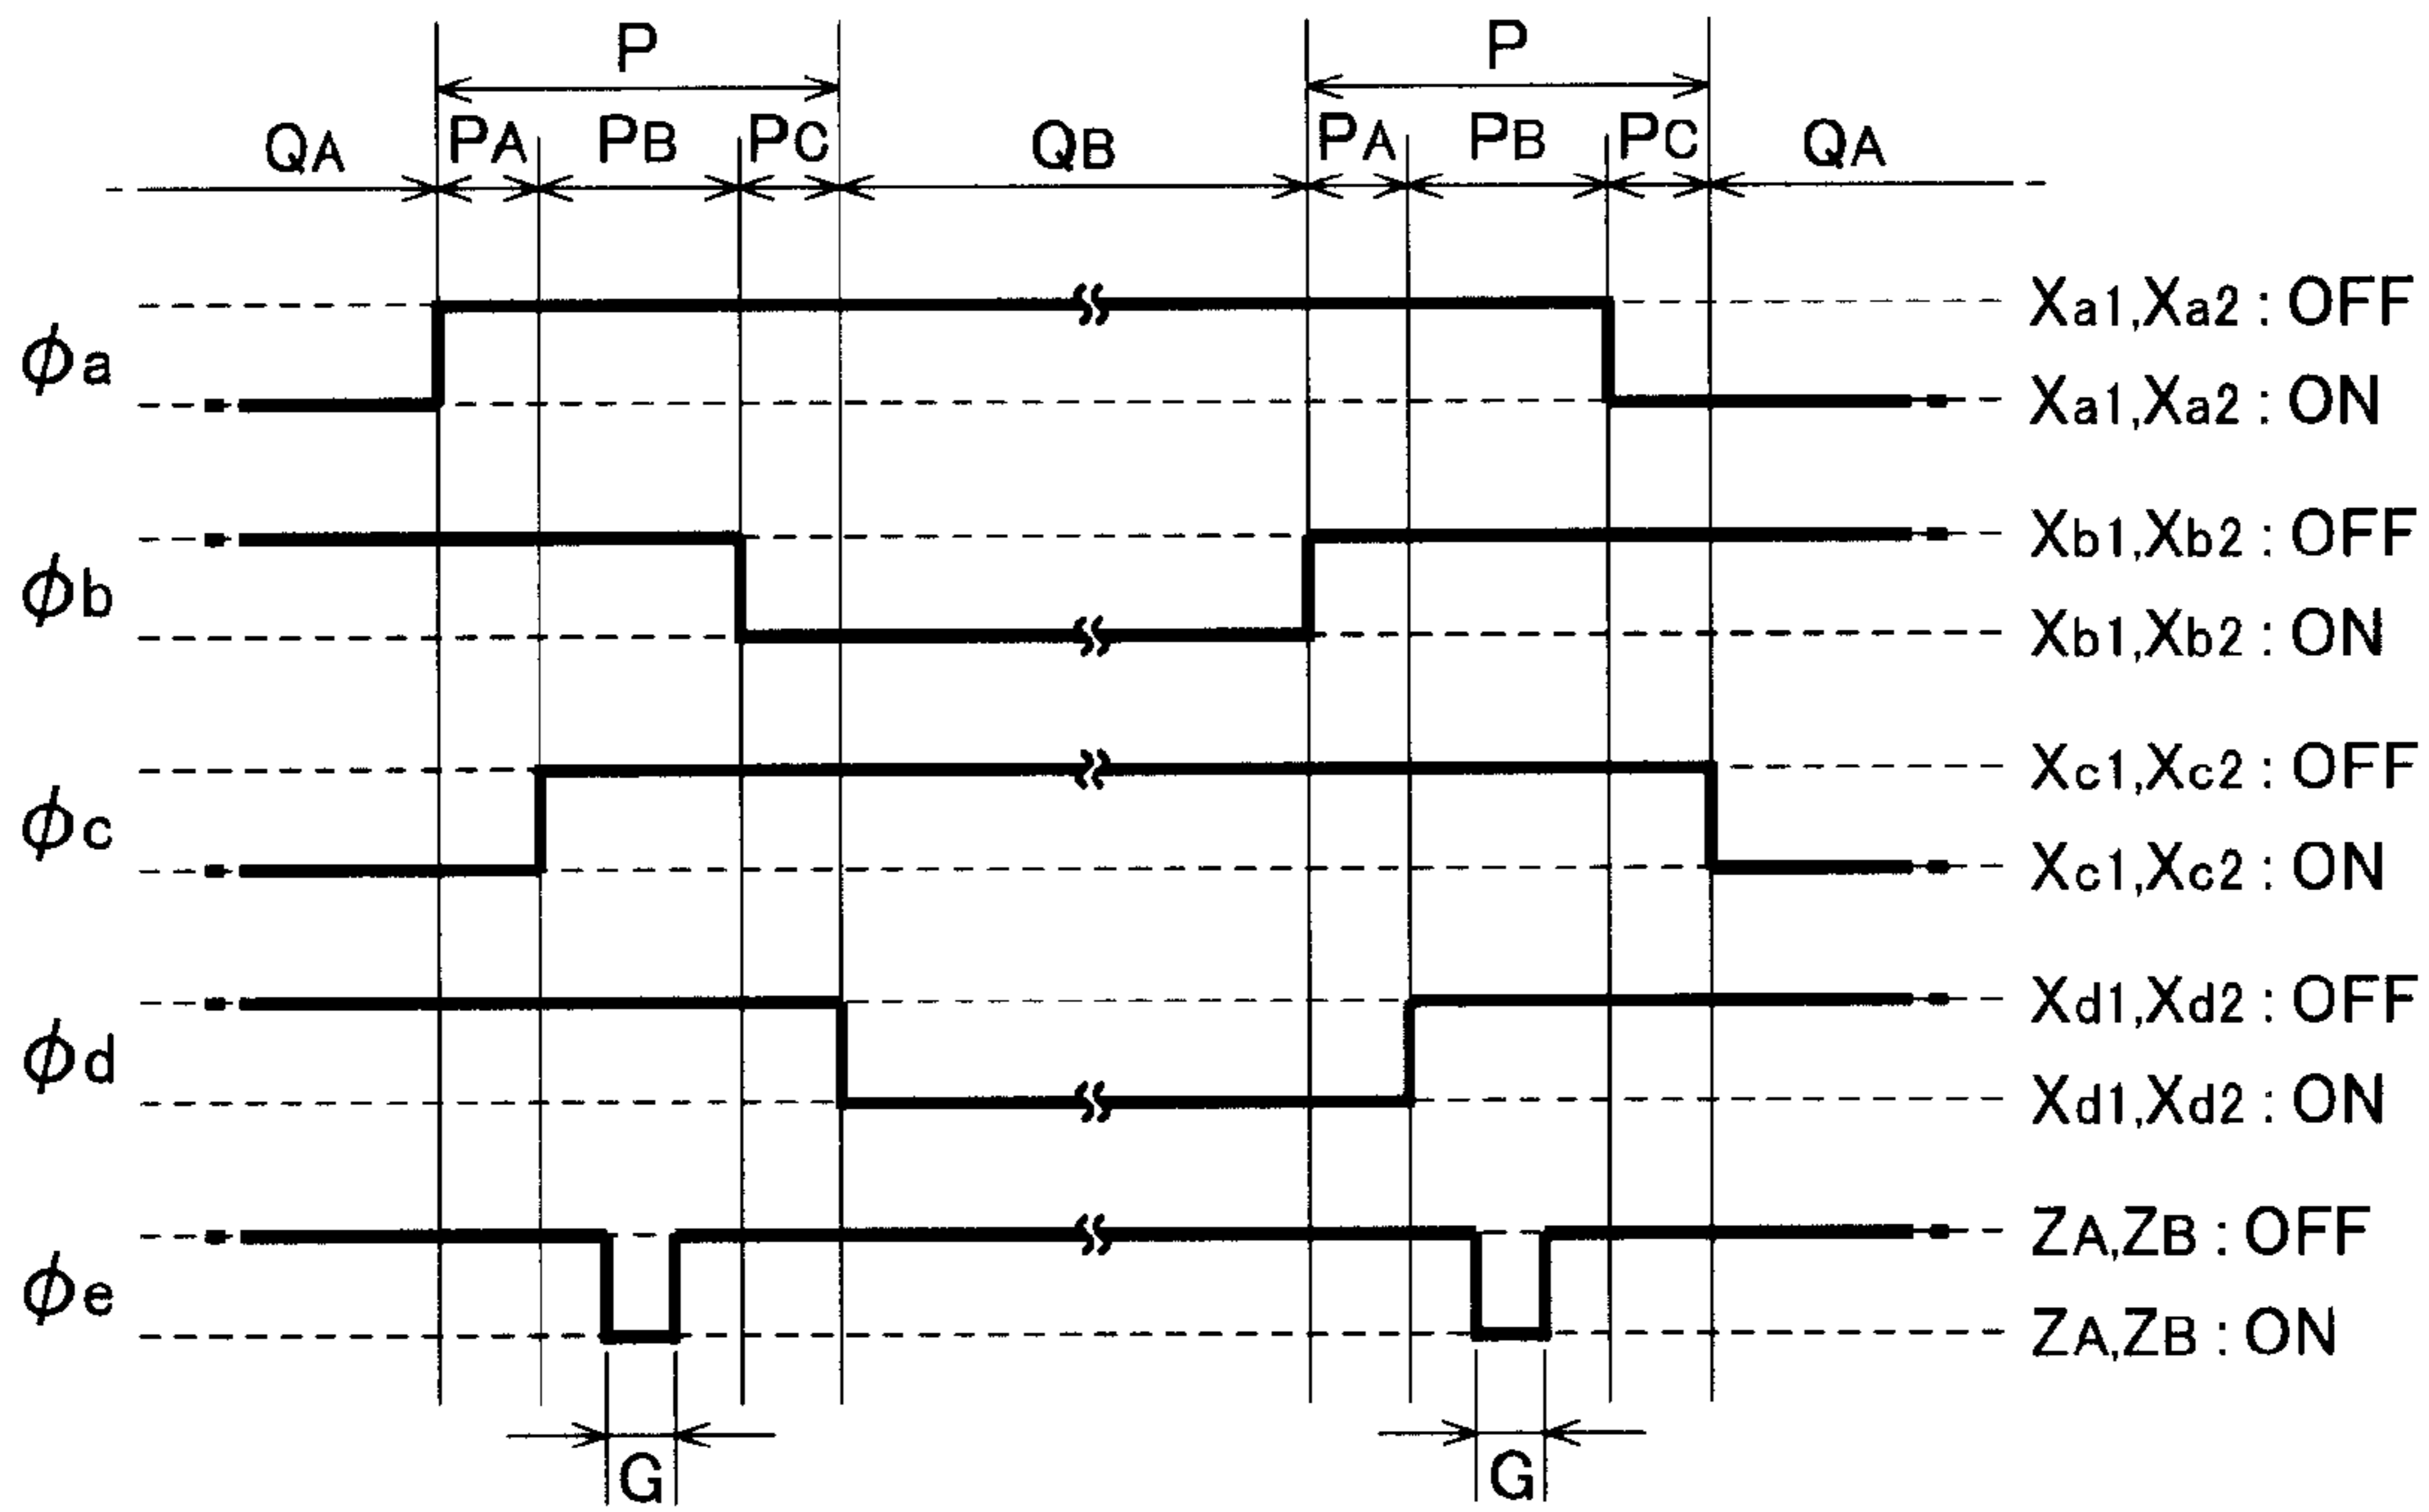 P P
QA PA PB PC QB PA PB PC QA
Xa1,Xa2 : OFF
ϕa
Xa1,Xa2 : ON
Xb1,Xb2 : OFF
ϕb
Xb1,Xb2 : ON
Xc1,Xc2 : OFF
ϕc
Xc1,Xc2 : ON
Xd1,Xd2 : OFF
ϕd
Xd1,Xd2 : ON
ZA,ZB : OFF
ϕe
ZA,ZB : ON
G G